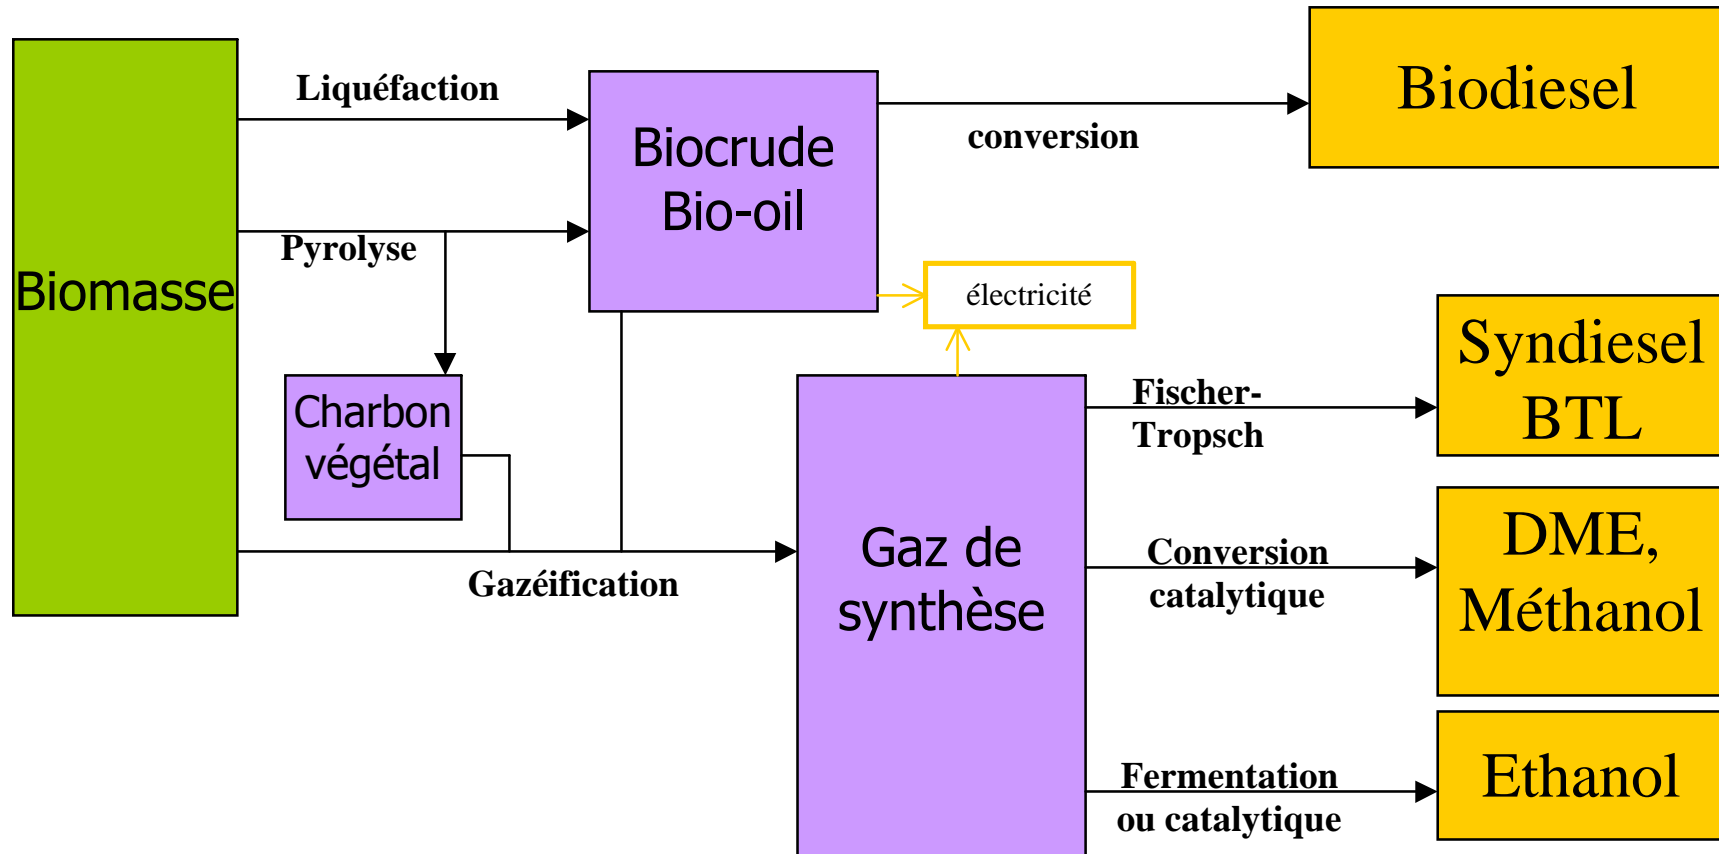 Biomasse
Liquéfaction
Pyrolyse
Charbon
végétal
Gazéification
Biocrude
Bio-oil
conversion
Biodiesel
électricité
Gaz de
synthèse
Fischer-
Tropsch
Syndiesel
BTL
Conversion
catalytique
DME,
Méthanol
Fermentation
ou catalytique
Ethanol